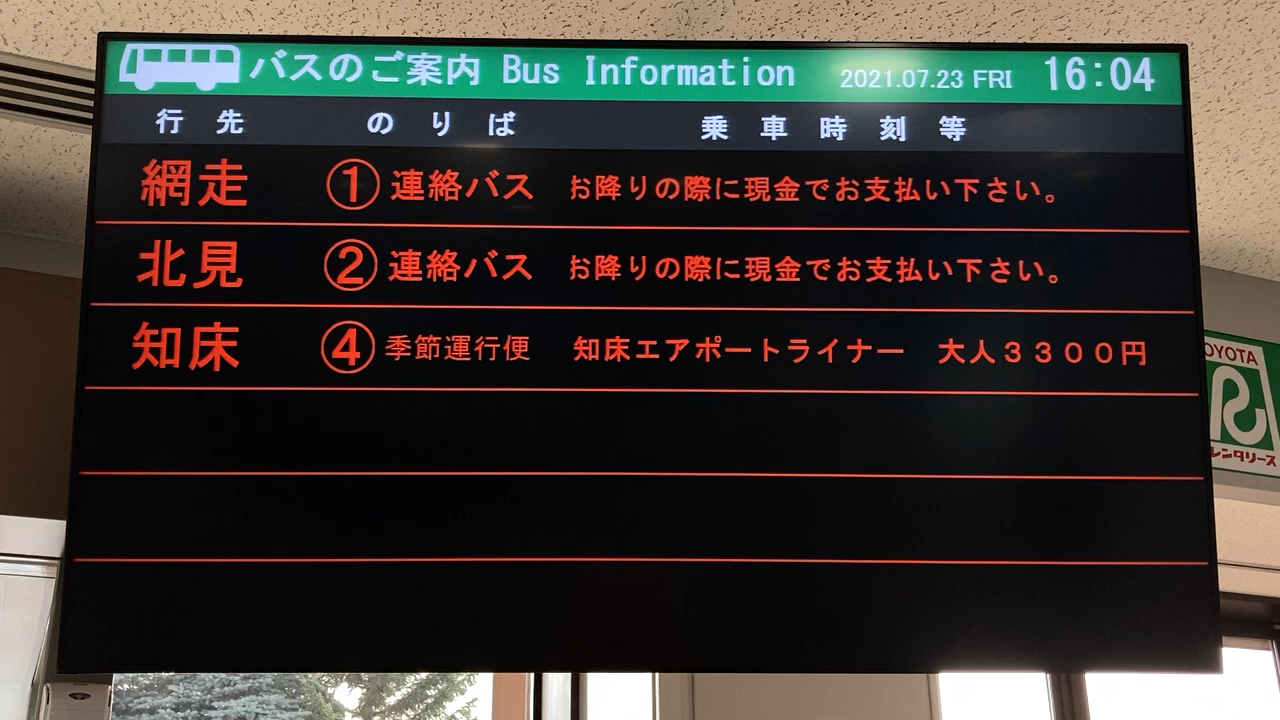 バスのご案内 Bus Information 2021.07.23 FRI 16:04
行先 のりば 乗車時刻等
網走 ①連絡バス お降りの際に現金でお支払い下さい。
北見 ②連絡バス お降りの際に現金でお支払い下さい。
知床 ④季節運行便 知床エアポートライナー 大人3300円
OYOTA
レンタリース